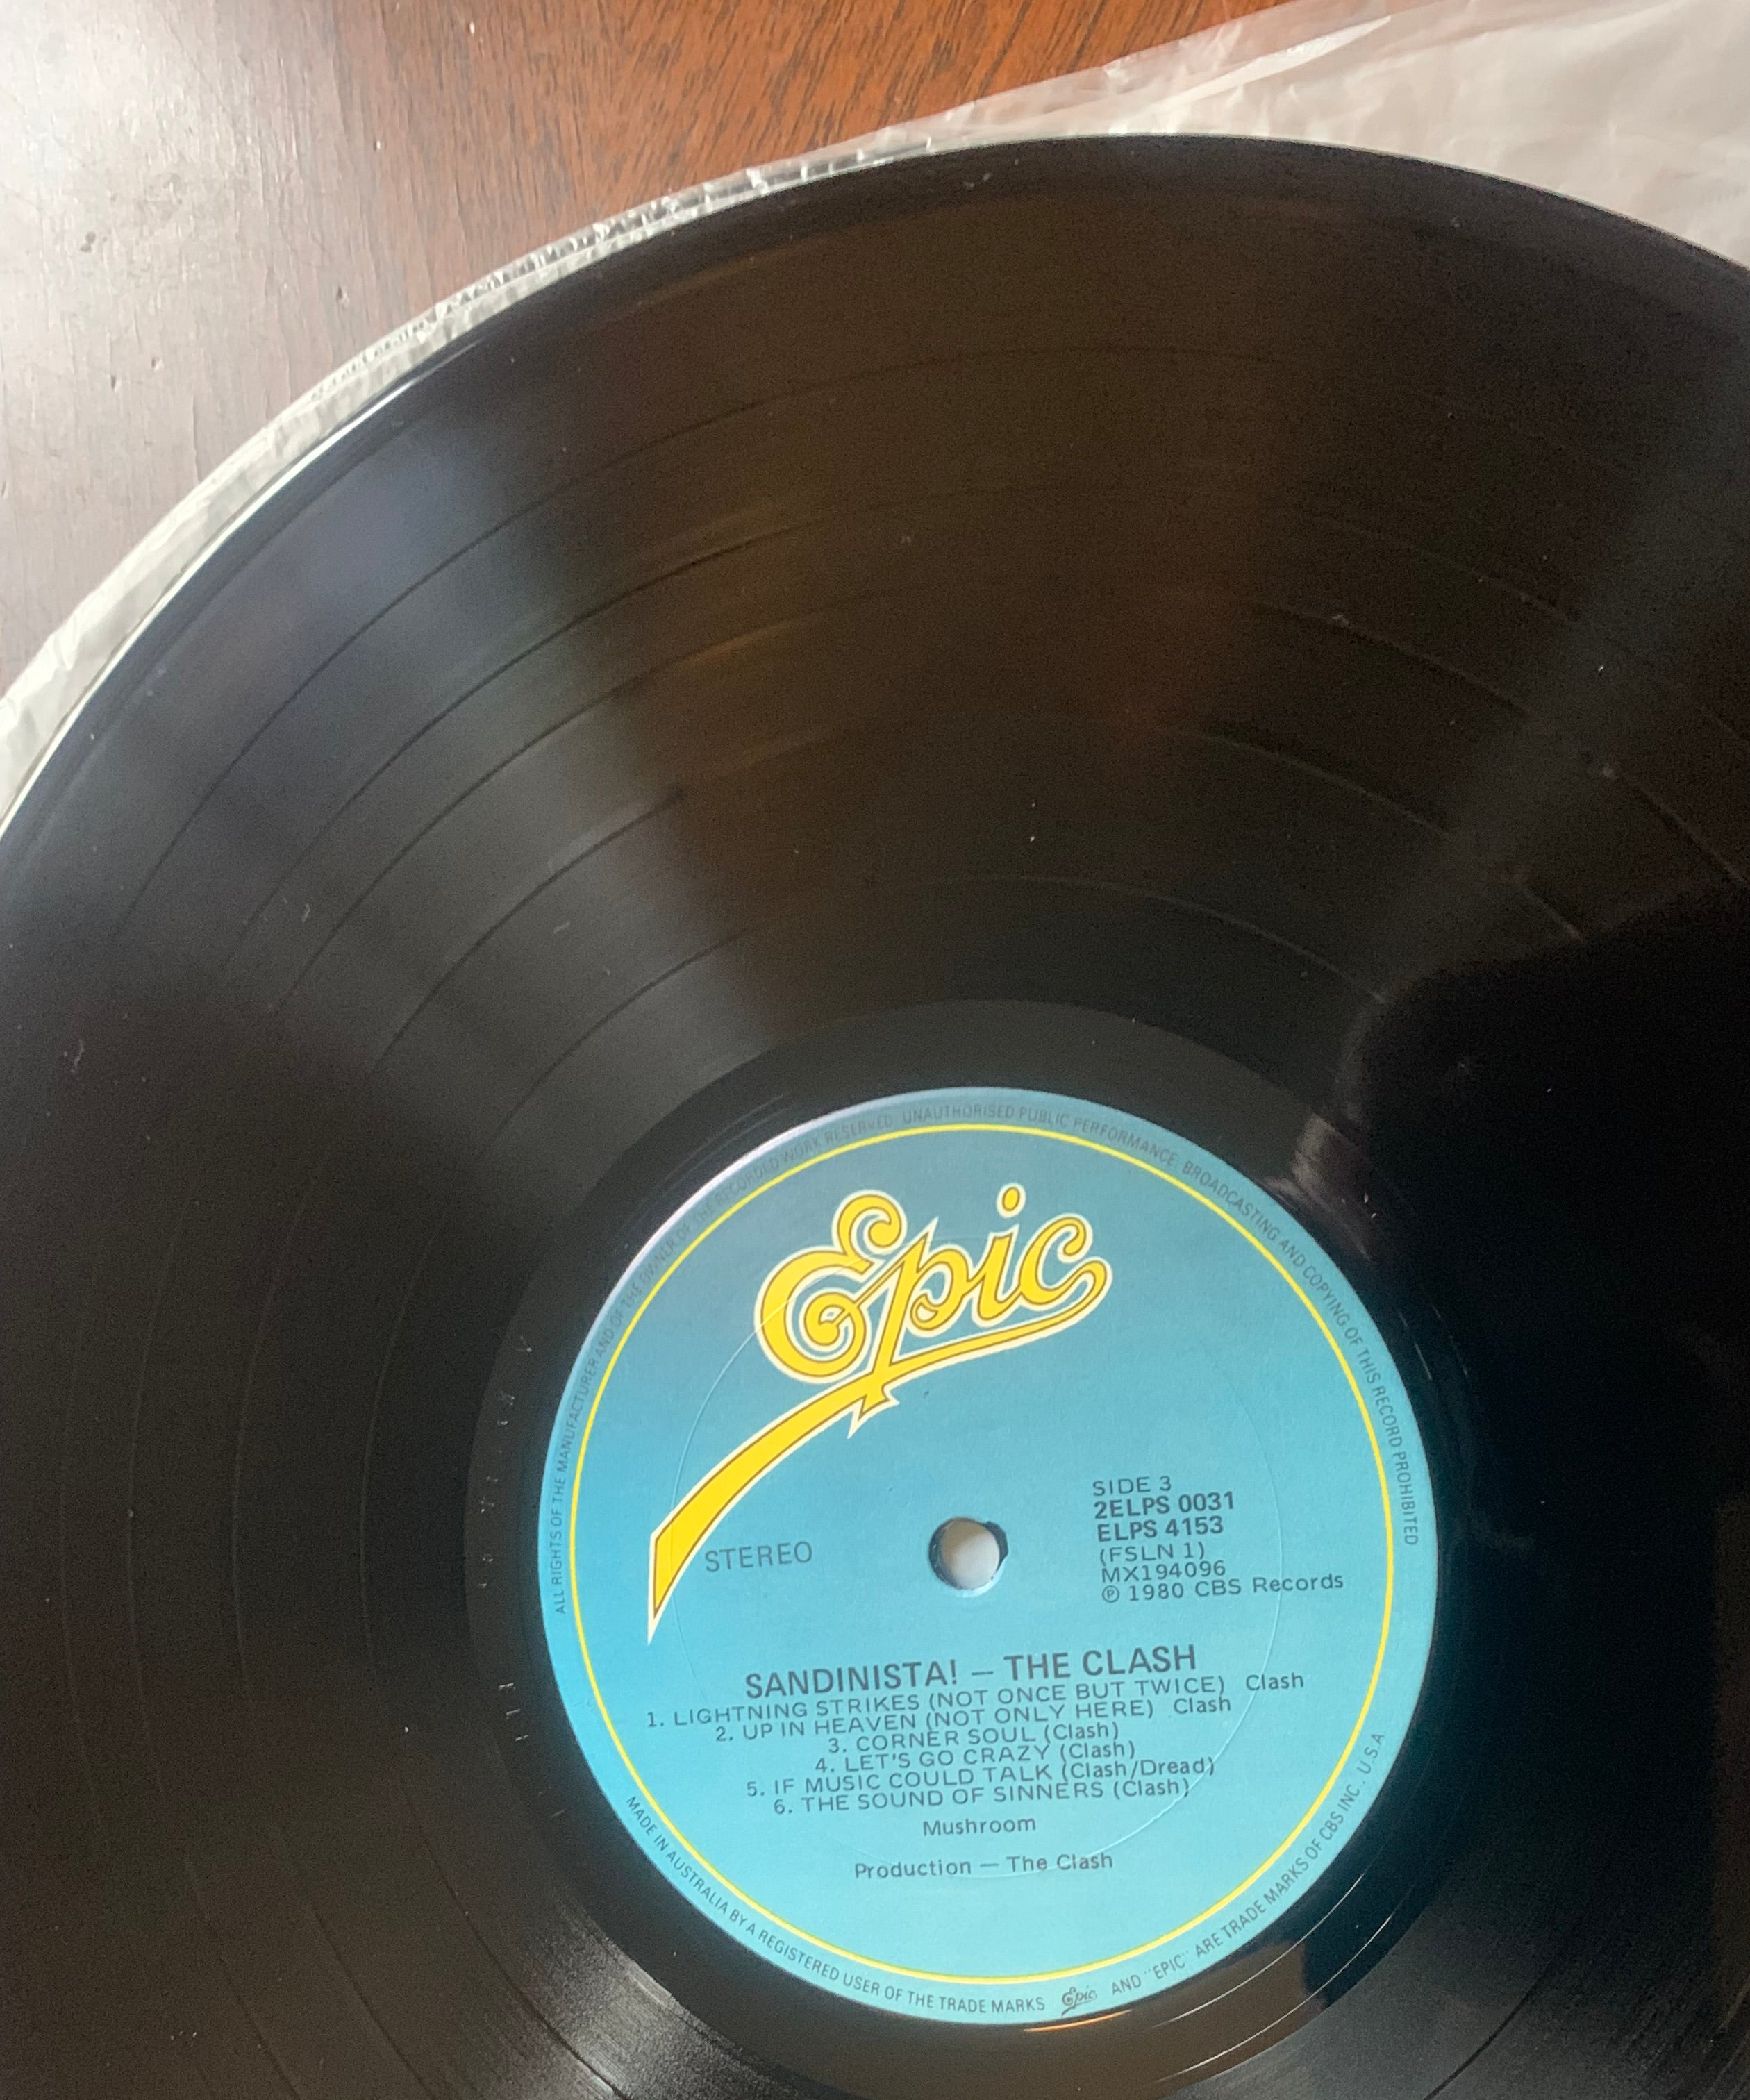 ALL RIGHTS OF THE MANUFACTURER AND OF THE OWNER OF THE RECORDED WORK RESERVED. UNAUTHORISED PUBLIC PERFORMANCE, BROADCASTING AND COPYING OF THIS RECORD PROHIBITED
Epic
STEREO
SIDE 3
2ELPS 0031
ELPS 4153
(FSLN 1)
MX194096
℗ 1980 CBS Records
SANDINISTA! – THE CLASH
1. LIGHTNING STRIKES (NOT ONCE BUT TWICE) Clash
2. UP IN HEAVEN (NOT ONLY HERE) Clash
3. CORNER SOUL (Clash)
4. LET'S GO CRAZY (Clash)
5. IF MUSIC COULD TALK (Clash/Dread)
6. THE SOUND OF SINNERS (Clash)
Mushroom
Production – The Clash
MADE IN AUSTRALIA BY A REGISTERED USER OF THE TRADE MARKS Epic AND "EPIC" ARE TRADE MARKS OF CBS INC., U.S.A.